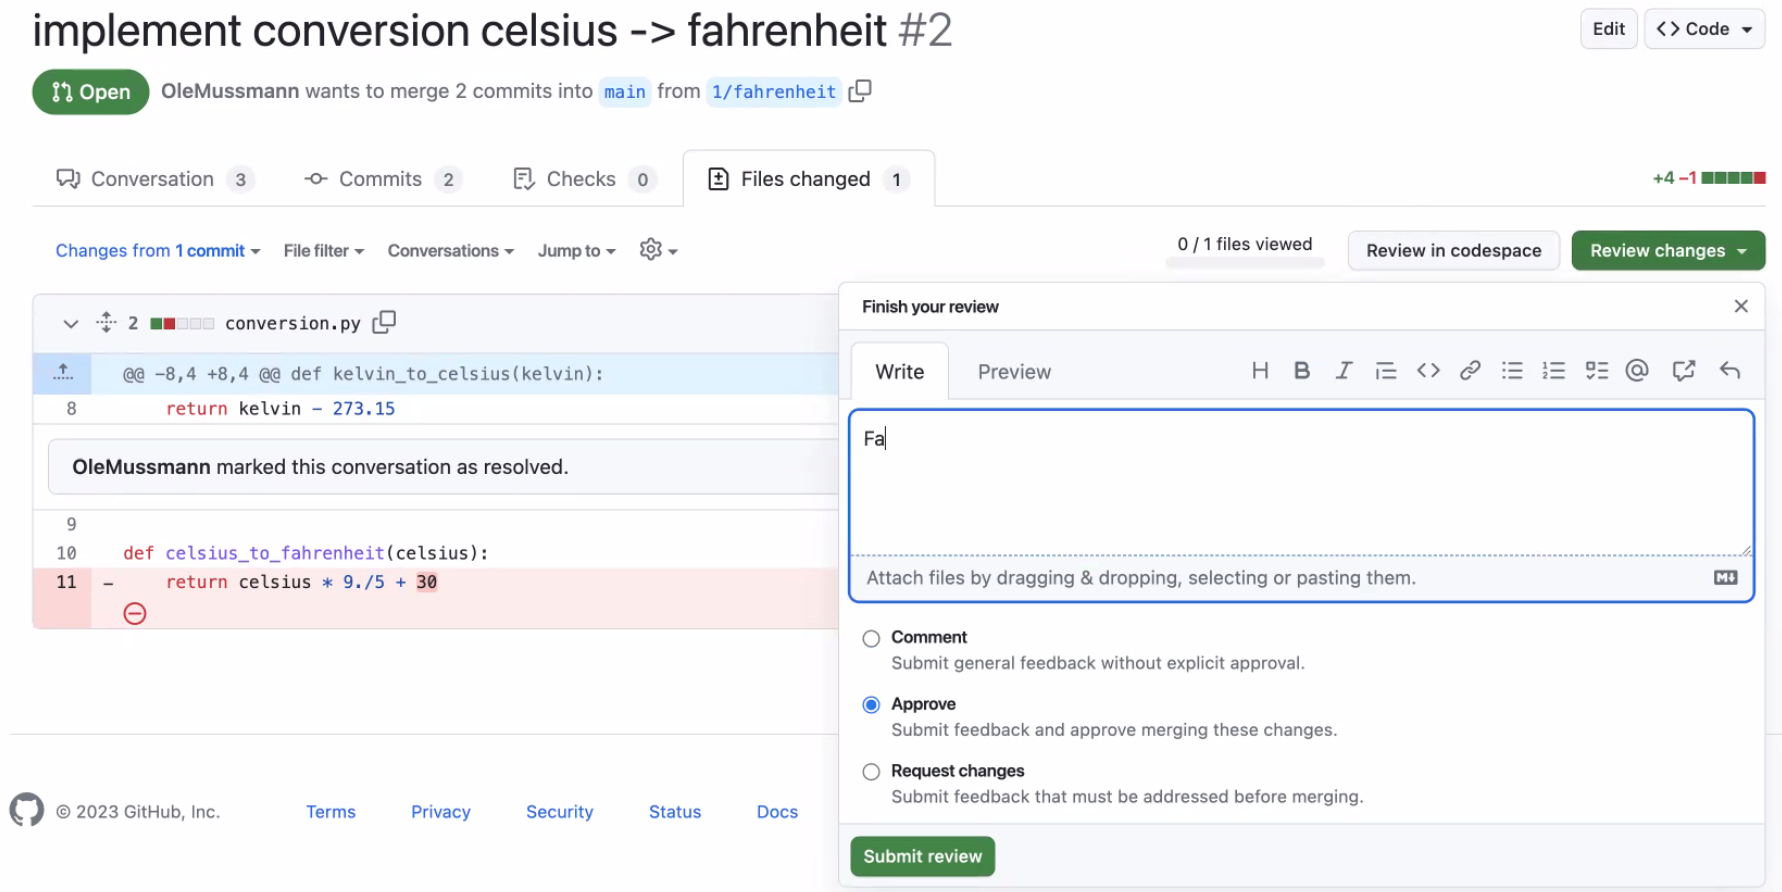 implement conversion celsius -> fahrenheit #2
Edit
<> Code
Open
OleMussmann wants to merge 2 commits into main from 1/fahrenheit
Conversation 3
Commits 2
Checks 0
Files changed 1
+4 −1
Changes from 1 commit
File filter
Conversations
Jump to
0 / 1 files viewed
Review in codespace
Review changes
2 conversion.py
@@ -8,4 +8,4 @@ def kelvin_to_celsius(kelvin):
8 return kelvin - 273.15
OleMussmann marked this conversation as resolved.
9
10 def celsius_to_fahrenheit(celsius):
11 - return celsius * 9./5 + 30
Finish your review
Write
Preview
Fa
Attach files by dragging & dropping, selecting or pasting them.
Comment
Submit general feedback without explicit approval.
Approve
Submit feedback and approve merging these changes.
Request changes
Submit feedback that must be addressed before merging.
Submit review
© 2023 GitHub, Inc.
Terms
Privacy
Security
Status
Docs